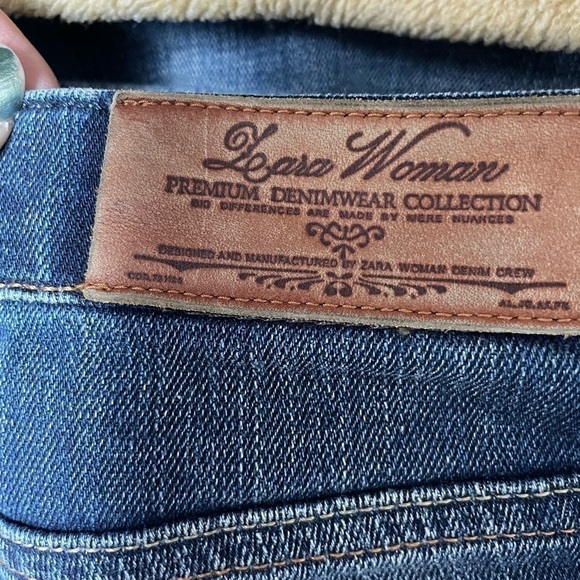 Zara Woman
PREMIUM DENIMWEAR COLLECTION
BIG DIFFERENCES ARE MADE BY MERE NUANCES
DESIGNED AND MANUFACTURED BY ZARA WOMAN DENIM CREW